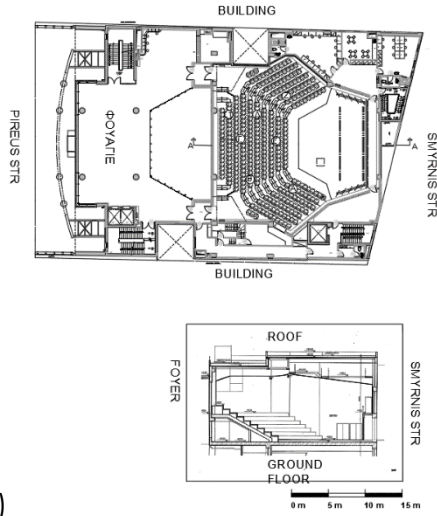 BUILDING
PIREUS STR
ΦΟΥΑΓΙΕ
A
A
SMYRNIS STR
BUILDING
ROOF
FOYER
SMYRNIS STR
GROUND
FLOOR
)
0 m 5 m 10 m 15 m